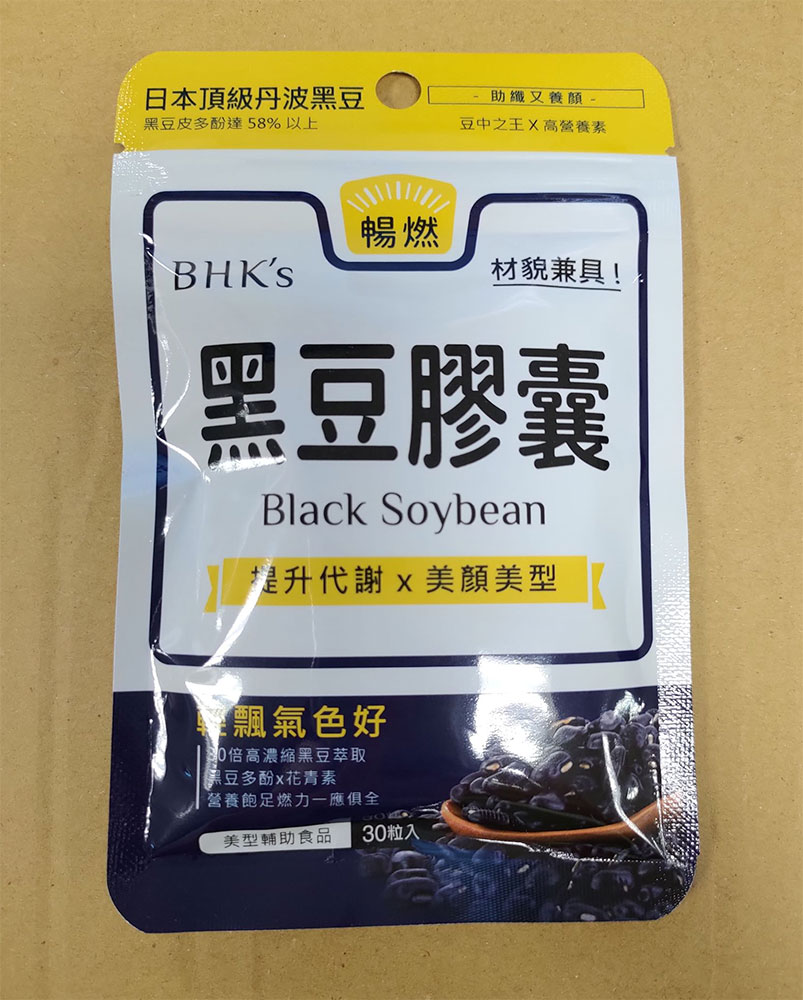 日本頂級丹波黑豆
黑豆皮多酚達 58% 以上
- 助纖又養顏 -
豆中之王 X 高營養素
暢燃
BHK's
材貌兼具！
黑豆膠囊
Black Soybean
提升代謝 x 美顏美型
輕飄氣色好
0倍高濃縮黑豆萃取
黑豆多酚x花青素
營養飽足燃力一應俱全
美型輔助食品
30粒入